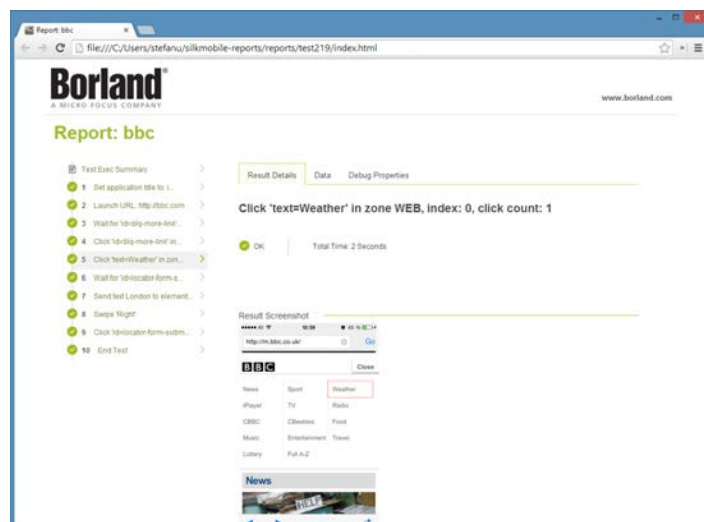 Report: bbc
file:///C:/Users/stefanu/silkmobile-reports/reports/test219/index.html
Borland®
A MICRO FOCUS COMPANY
www.borland.com
Report: bbc
Test Exec Summary
1 Set application title to :
2 Launch URL: http://bbc.com
3 Wait for 'id=blq-more-link'...
4 Click 'id=blq-more-link' in...
5 Click 'text=Weather' in zon...
6 Wait for 'id=locator-form-s...
7 Send text London to element...
8 Swipe 'Right'
9 Click 'id=locator-form-subm...
10 End Test
Result Details Data Debug Properties
Click 'text=Weather' in zone WEB, index: 0, click count: 1
OK Total Time: 2 Seconds
Result Screenshot
http://m.bbc.co.uk/ Go
BBC Close
News Sport Weather
iPlayer TV Radio
CBBC CBeebies Food
Music Entertainment Travel
Lottery Full A-Z
News
HELP